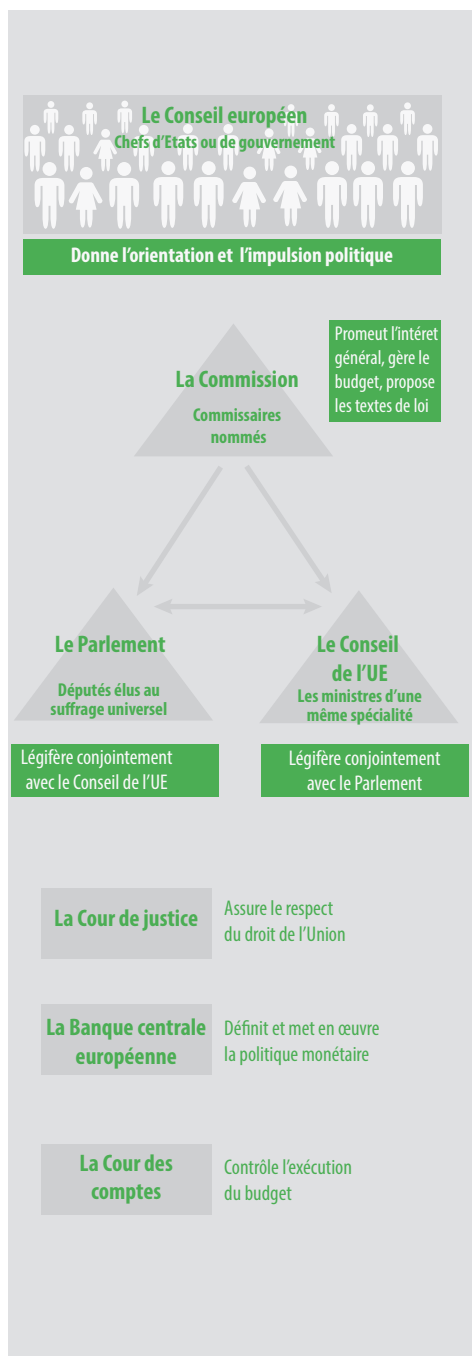 Le Conseil européen
Chefs d'Etats ou de gouvernement
Donne l'orientation et l'impulsion politique
Promeut l'intéret
général, gère le
budget, propose
les textes de loi
La Commission
Commissaires
nommés
Le Parlement
Députés élus au
suffrage universel
Le Conseil
de l'UE
Les ministres d'une
même spécialité
Légifère conjointement
avec le Conseil de l'UE
Légifère conjointement
avec le Parlement
La Cour de justice
Assure le respect
du droit de l'Union
La Banque centrale
européenne
Définit et met en œuvre
la politique monétaire
La Cour des
comptes
Contrôle l'exécution
du budget